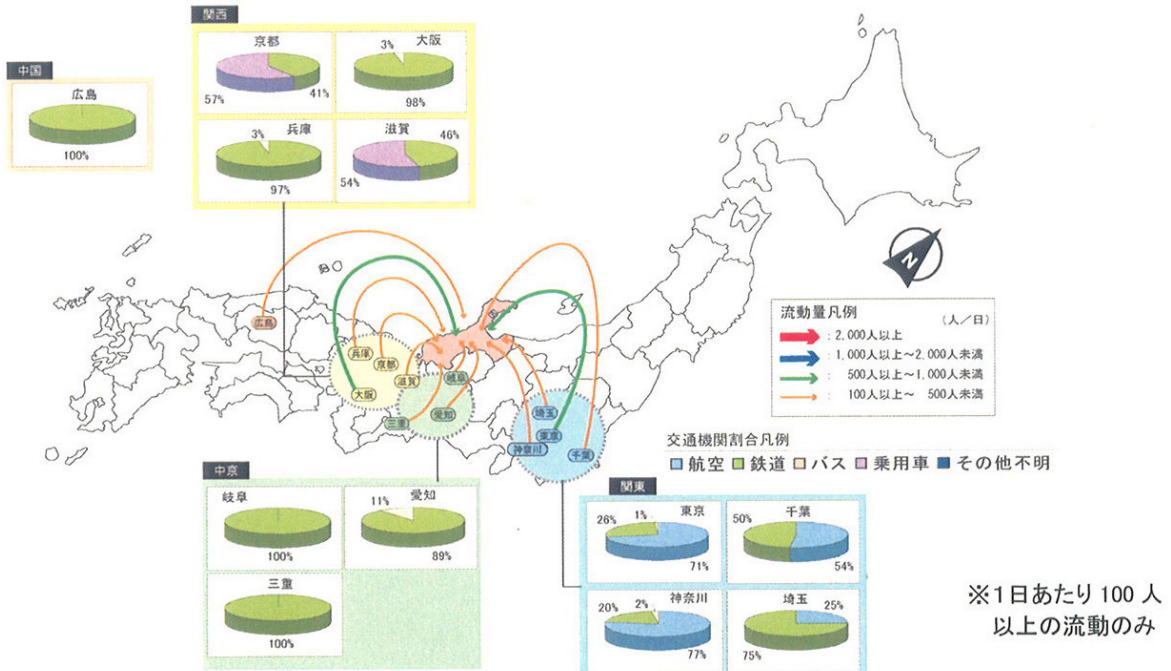 関西
京都
57%
41%
3%
大阪
98%
3%
兵庫
97%
滋賀
46%
54%
中国
広島
100%
広島
兵庫
京都
滋賀
大阪
岐阜
愛知
三重
埼玉
東京
神奈川
千葉
N
流動量凡例
(人/日)
: 2,000人以上
: 1,000人以上~2,000人未満
: 500人以上~1,000人未満
: 100人以上~ 500人未満
交通機関割合凡例
航空 鉄道 バス 乗用車 その他不明
中京
岐阜
100%
11%
愛知
89%
三重
100%
関東
26%
1%
東京
71%
50%
千葉
54%
20%
2%
神奈川
77%
埼玉
25%
75%
※1日あたり 100 人
以上の流動のみ